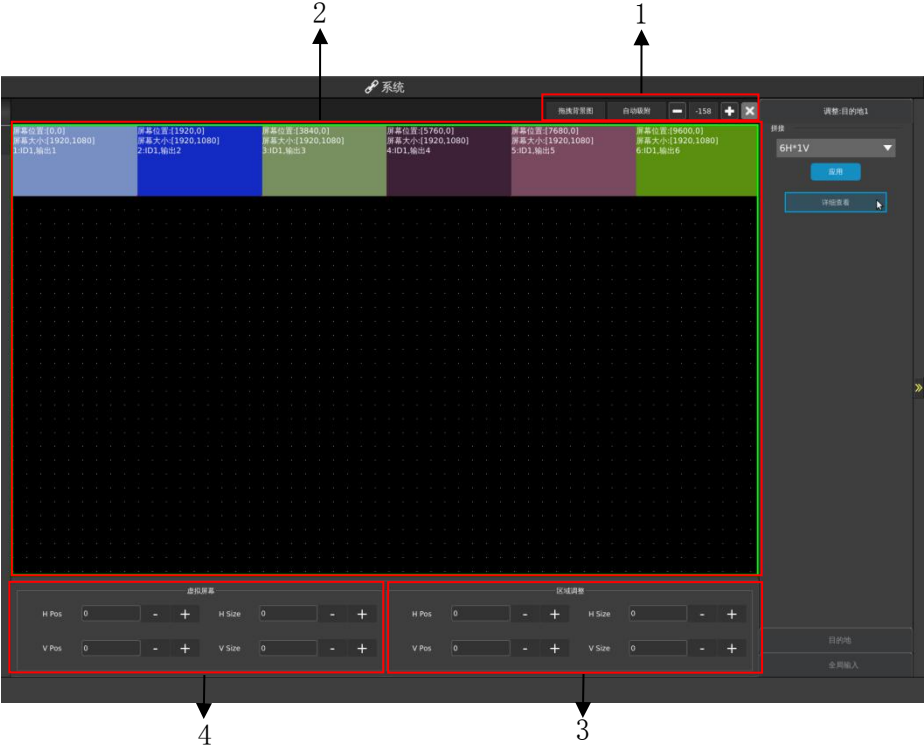 2
1
系统
拖拽背景图 自动吸附 -158
调整:目的地1
屏幕位置:[0,0]
屏幕大小:[1920,1080]
1:ID1,输出1
屏幕位置:[1920,0]
屏幕大小:[1920,1080]
2:ID1,输出2
屏幕位置:[3840,0]
屏幕大小:[1920,1080]
3:ID1,输出3
屏幕位置:[5760,0]
屏幕大小:[1920,1080]
4:ID1,输出4
屏幕位置:[7680,0]
屏幕大小:[1920,1080]
5:ID1,输出5
屏幕位置:[9600,0]
屏幕大小:[1920,1080]
6:ID1,输出6
拼接
6H*1V
应用
详细查看
虚拟屏幕
H Pos 0 - + H Size 0 - +
V Pos 0 - + V Size 0 - +
区域调整
H Pos 0 - + H Size 0 - +
V Pos 0 - + V Size 0 - +
目的地
全局输入
4
3